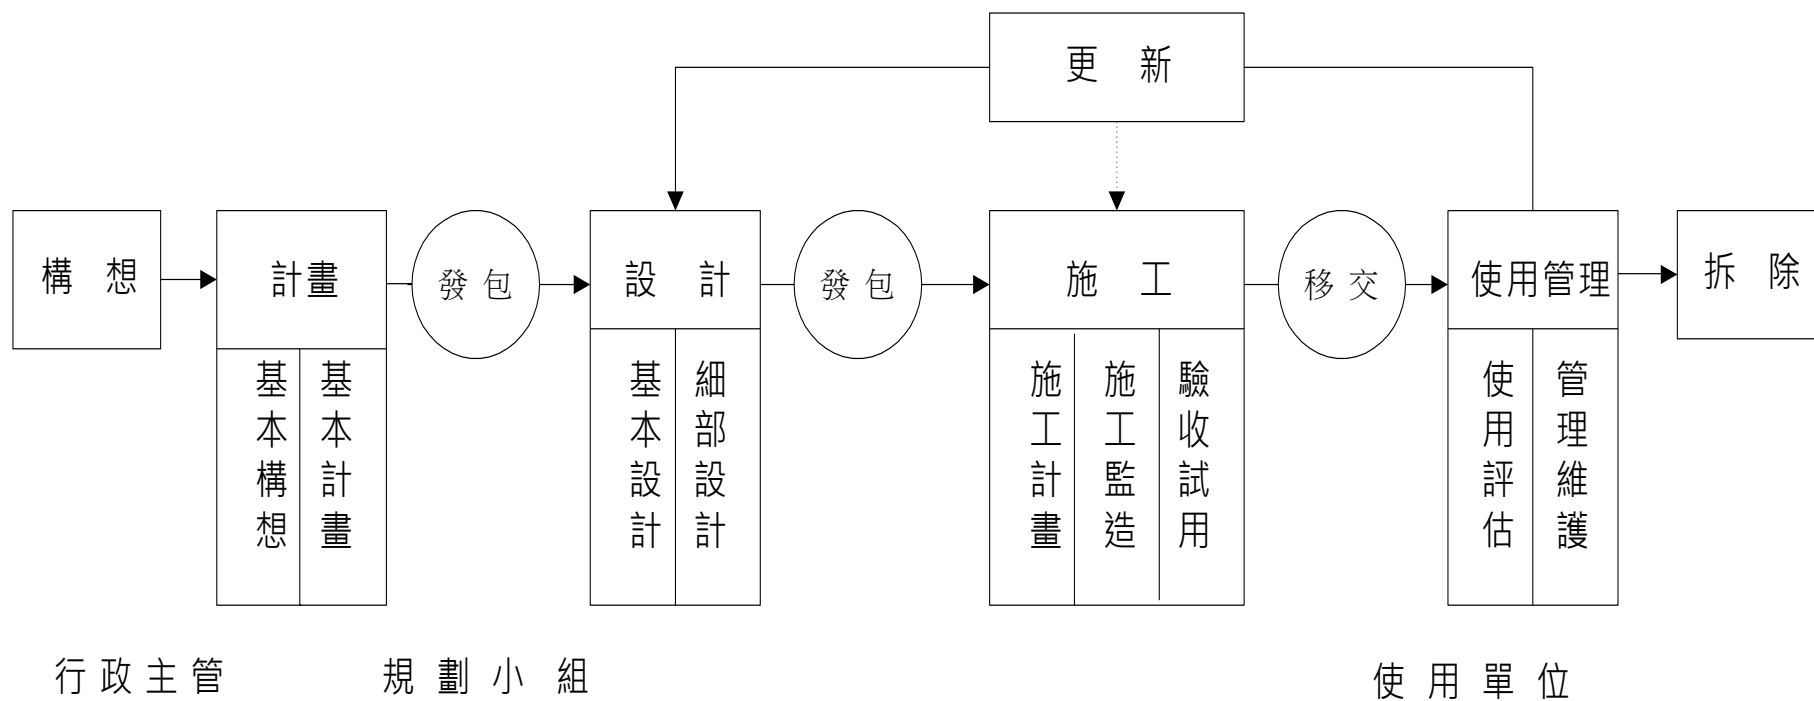 更新
構想
計畫
發包
設計
發包
施工
移交
使用管理
拆除
基本構想
基本計畫
基本設計
細部設計
施工計畫
施工監造
驗收試用
使用評估
管理維護
行政主管
規劃小組
使用單位